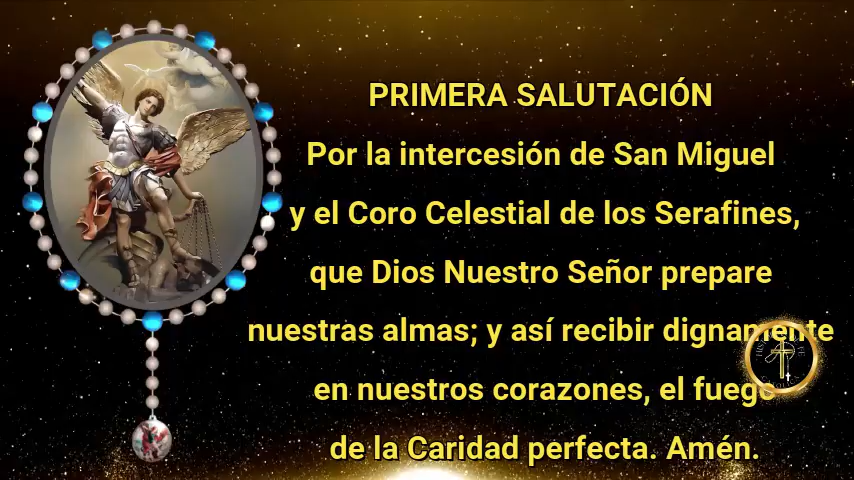 PRIMERA SALUTACIÓN
Por la intercesión de San Miguel
y el Coro Celestial de los Serafines,
que Dios Nuestro Señor prepare
nuestras almas; y así recibir dignamente
en nuestros corazones, el fuego
de la Caridad perfecta. Amén.